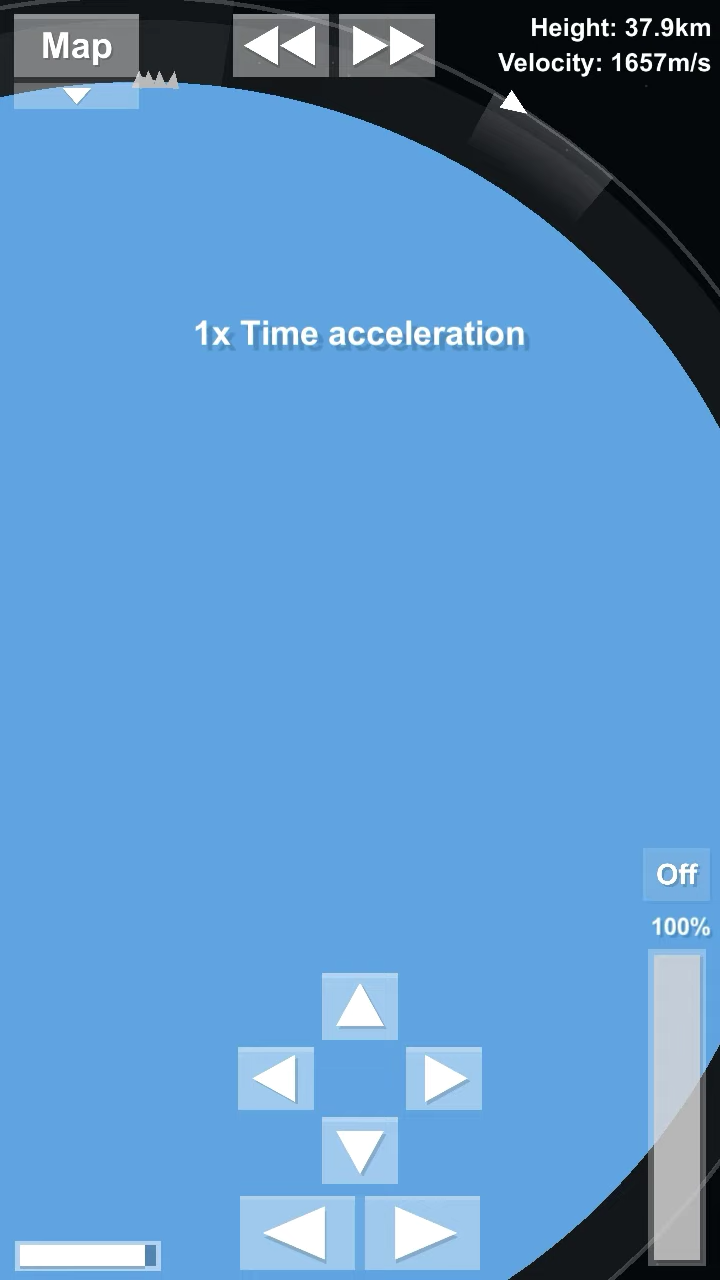 Map
Height: 37.9km
Velocity: 1657m/s
1x Time acceleration
Off
100%